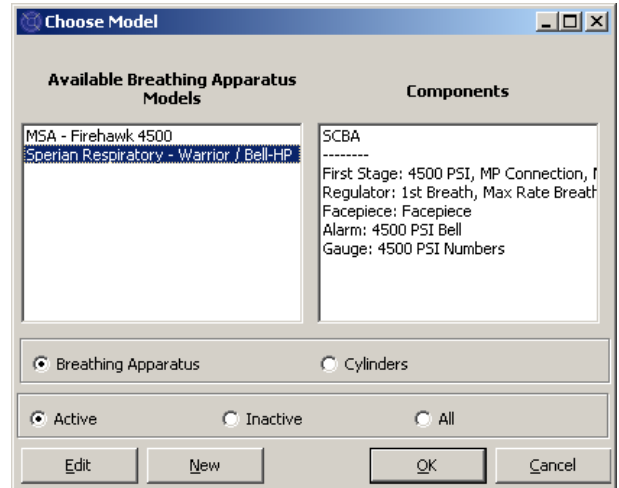 Choose Model
Available Breathing Apparatus
Models
Components
MSA - Firehawk 4500
Sperian Respiratory - Warrior / Bell-HP
SCBA
--------
First Stage: 4500 PSI, MP Connection,
Regulator: 1st Breath, Max Rate Breath
Facepiece: Facepiece
Alarm: 4500 PSI Bell
Gauge: 4500 PSI Numbers
Breathing Apparatus
Cylinders
Active
Inactive
All
Edit
New
OK
Cancel